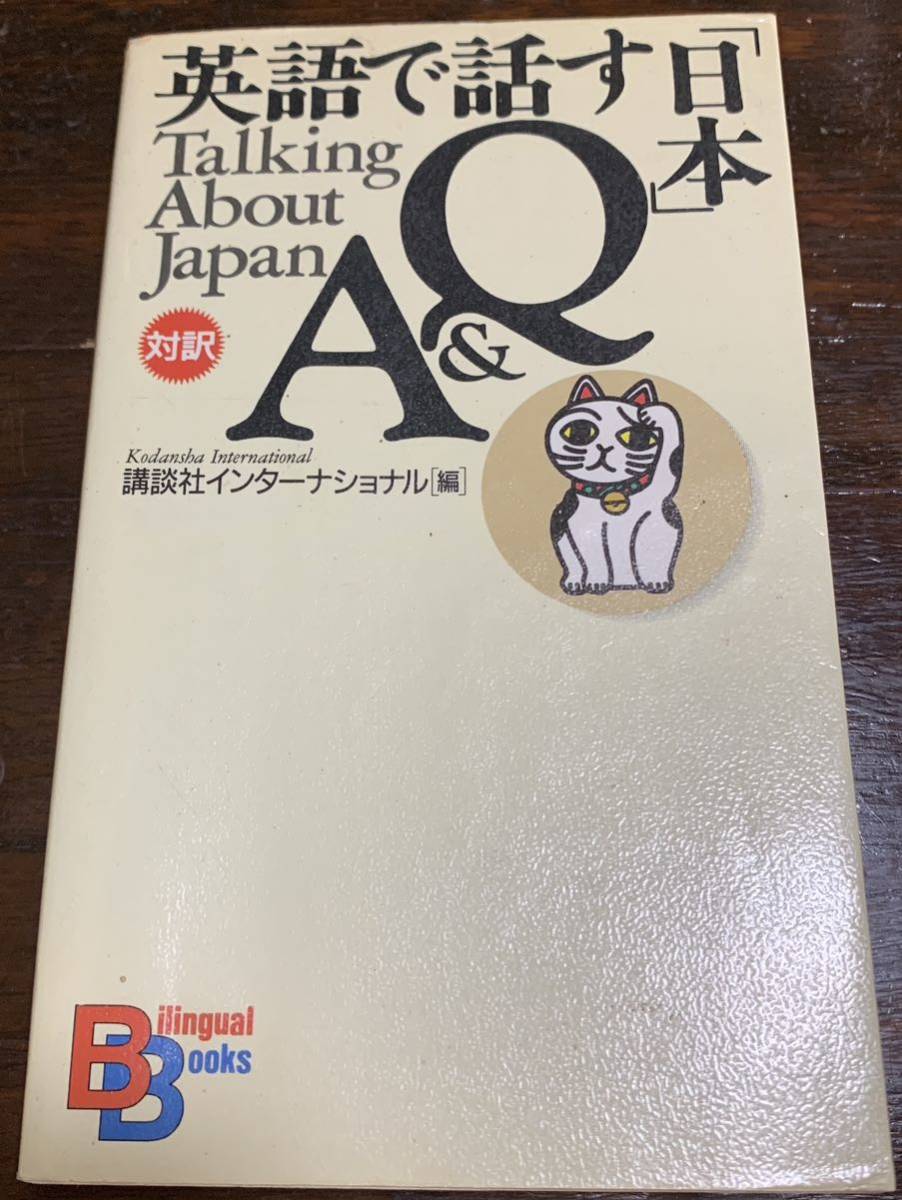 英語で話す「日本」
Q&A
Talking
About
Japan
対訳
Kodansha International
講談社インターナショナル[編]
Bilingual
Books